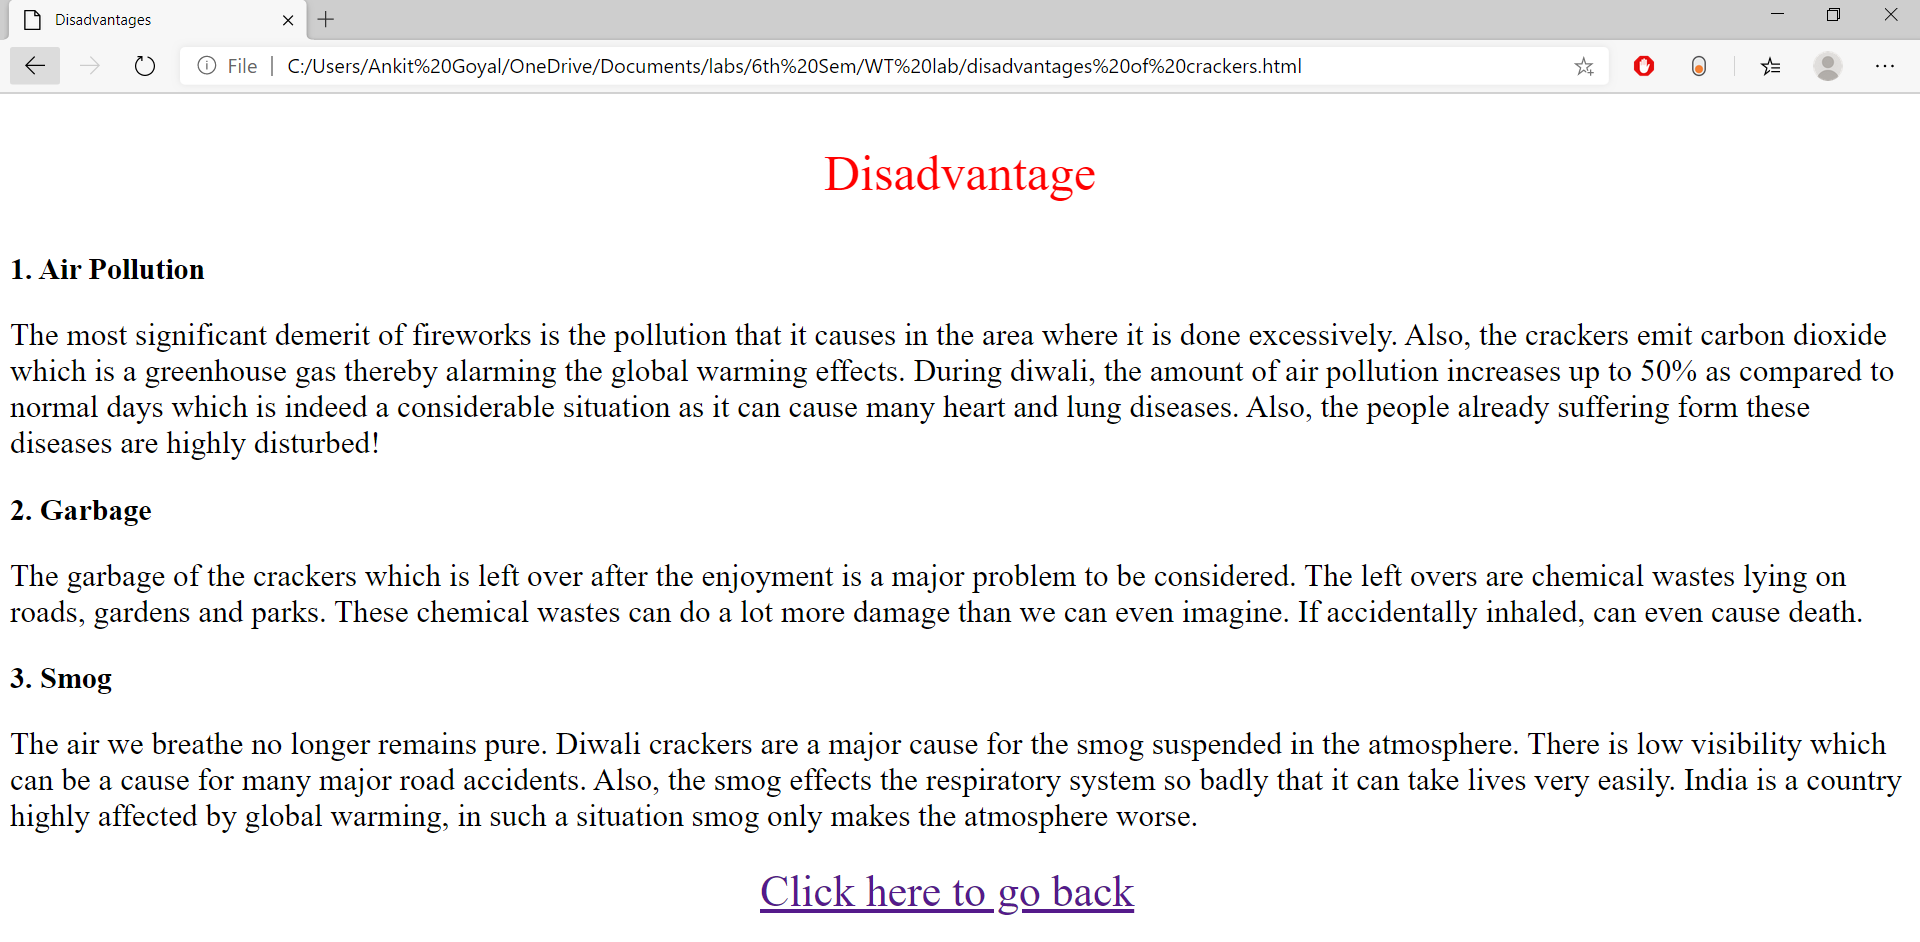 Disadvantages
File | C:/Users/Ankit%20Goyal/OneDrive/Documents/labs/6th%20Sem/WT%20lab/disadvantages%20of%20crackers.html
Disadvantage
1. Air Pollution
The most significant demerit of fireworks is the pollution that it causes in the area where it is done excessively. Also, the crackers emit carbon dioxide
which is a greenhouse gas thereby alarming the global warming effects. During diwali, the amount of air pollution increases up to 50% as compared to
normal days which is indeed a considerable situation as it can cause many heart and lung diseases. Also, the people already suffering form these
diseases are highly disturbed!
2. Garbage
The garbage of the crackers which is left over after the enjoyment is a major problem to be considered. The left overs are chemical wastes lying on
roads, gardens and parks. These chemical wastes can do a lot more damage than we can even imagine. If accidentally inhaled, can even cause death.
3. Smog
The air we breathe no longer remains pure. Diwali crackers are a major cause for the smog suspended in the atmosphere. There is low visibility which
can be a cause for many major road accidents. Also, the smog effects the respiratory system so badly that it can take lives very easily. India is a country
highly affected by global warming, in such a situation smog only makes the atmosphere worse.
Click here to go back